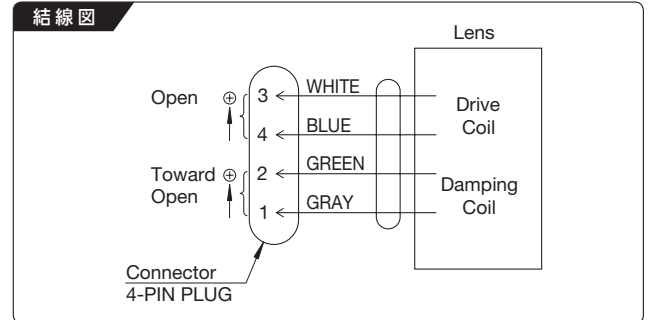 結線図
Lens
Open ⊕ 3 WHITE
4 BLUE
Drive
Coil
Toward
Open
⊕ 2 GREEN
1 GRAY
Damping
Coil
Connector
4-PIN PLUG